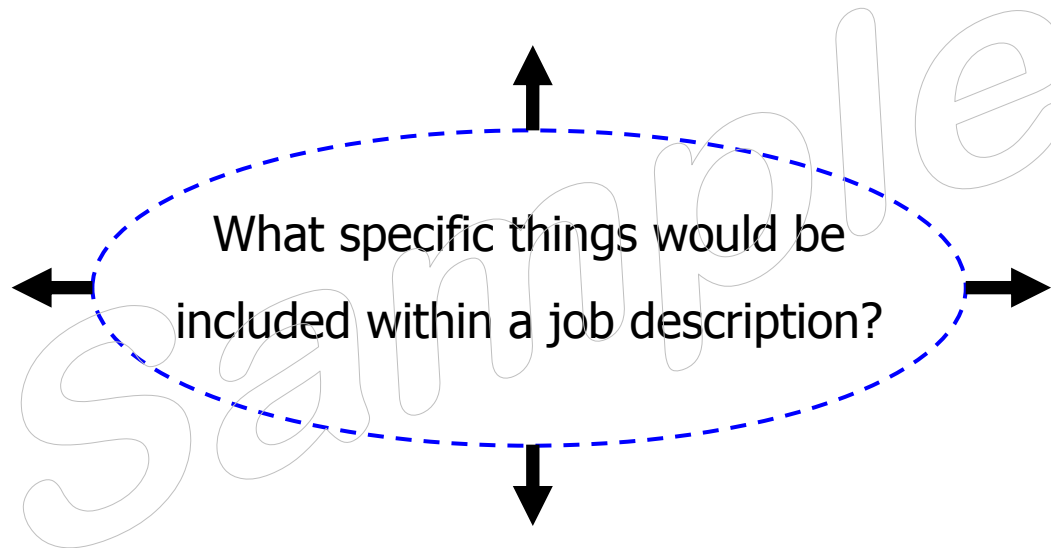 What specific things would be
included within a job description?
Sample